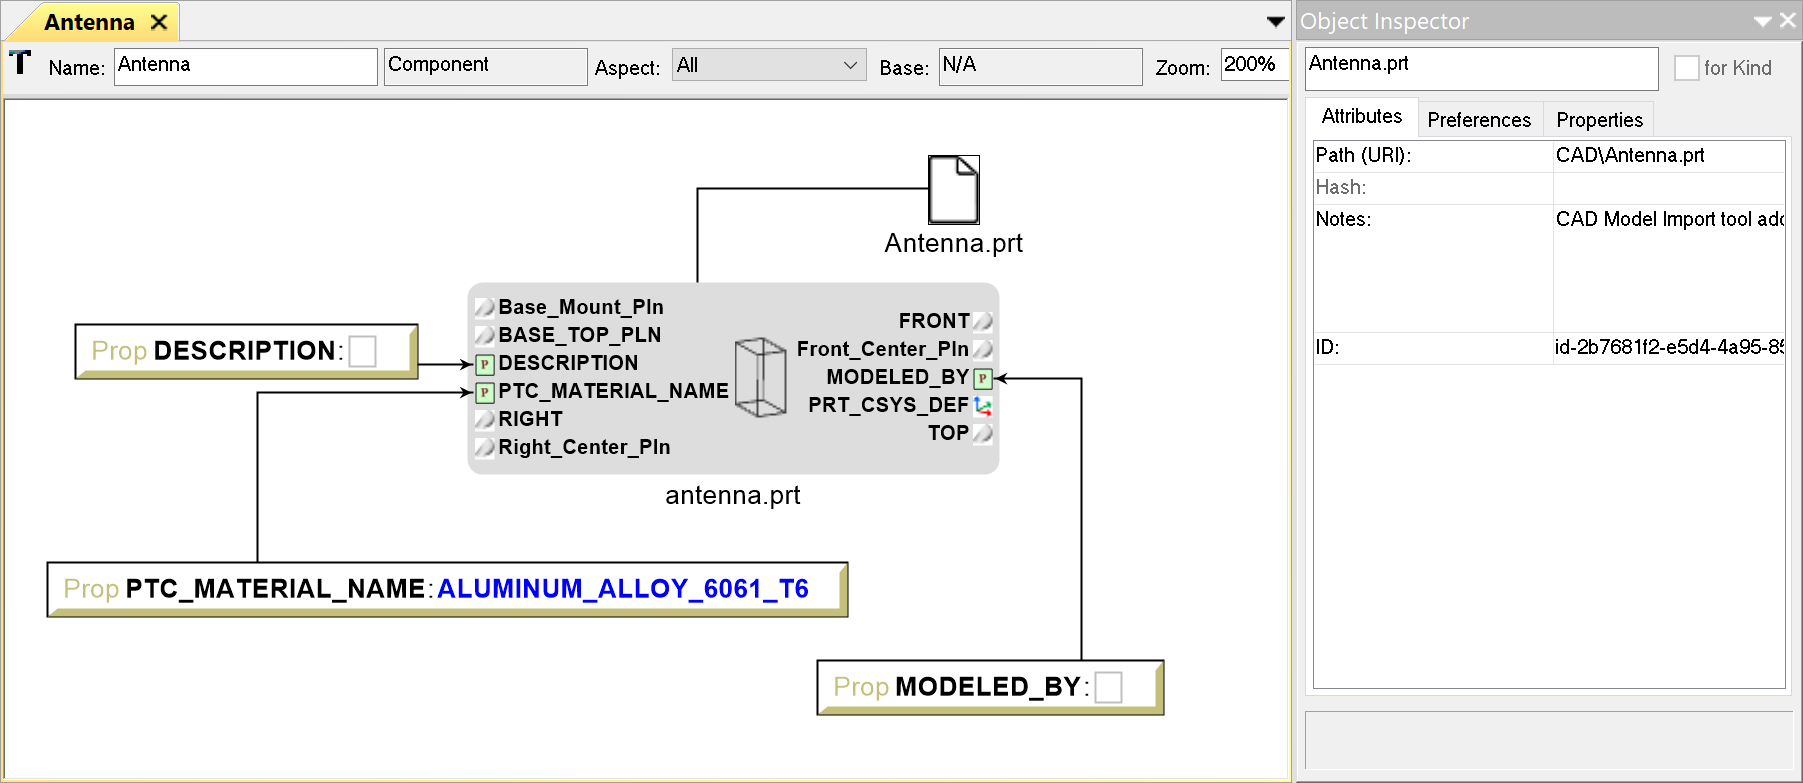 Antenna
Name: Antenna Component Aspect: All Base: N/A Zoom: 200%
Antenna.prt
Base_Mount_Pln
BASE_TOP_PLN
DESCRIPTION
PTC_MATERIAL_NAME
RIGHT
Right_Center_Pln
FRONT
Front_Center_Pln
MODELED_BY
PRT_CSYS_DEF
TOP
P
P
P
antenna.prt
Prop DESCRIPTION:
Prop PTC_MATERIAL_NAME:ALUMINUM_ALLOY_6061_T6
Prop MODELED_BY:
Object Inspector
Antenna.prt for Kind
Attributes Preferences Properties
Path (URI): CAD\Antenna.prt
Hash:
Notes: CAD Model Import tool
ID: id-2b7681f2-e5d4-4a95-85